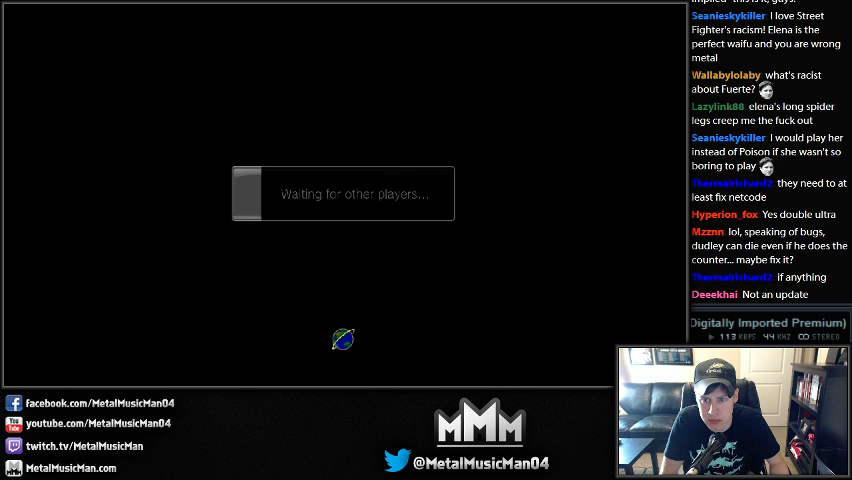 implied "this is it, guys."
Seanieskykiller I love Street
Fighter's racism! Elena is the
perfect waifu and you are wrong
metal
Wallabylolaby what's racist
about Fuerte?
Lazylink88 elena's long spider
legs creep me the fuck out
Seanieskykiller I would play her
instead of Poison if she wasn't so
boring to play
Thermalrichard2 they need to at
least fix netcode
Hyperion_fox Yes double ultra
Mzznn lol, speaking of bugs,
dudley can die even if he does the
counter... maybe fix it?
Thermalrichard2 if anything
Deeekhai Not an update
Waiting for other players...
Digitally Imported Premium)
113 KBPS 44 KHZ STEREO
facebook.com/MetalMusicMan04
youtube.com/MetalMusicMan04
twitch.tv/MetalMusicMan
MetalMusicMan.com
MMM
@MetalMusicMan04